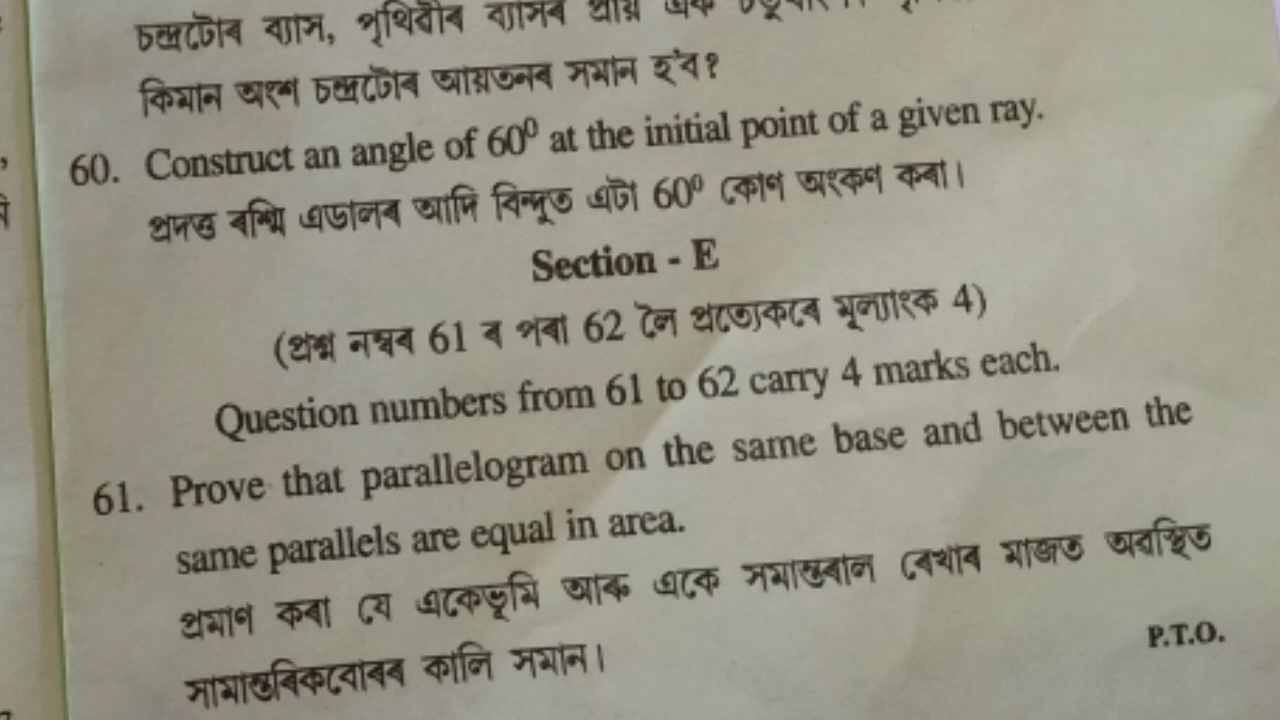 চন্দ্ৰটোৰ ব্যাস, পৃথিৱীৰ ব্যাসৰ প্ৰায় এক
কিমান অংশ চন্দ্ৰটোৰ আয়তনৰ সমান হ'ব?
60. Construct an angle of 60⁰ at the initial point of a given ray.
প্ৰদত্ত ৰশ্মি এডালৰ আদি বিন্দুত এটা 60⁰ কোণ অংকণ কৰা।
Section - E
(প্ৰশ্ন নম্বৰ 61 ৰ পৰা 62 লৈ প্ৰত্যেকৰে মূল্যাংক 4)
Question numbers from 61 to 62 carry 4 marks each.
61. Prove that parallelogram on the same base and between the
same parallels are equal in area.
প্ৰমাণ কৰা যে একেভূমি আৰু একে সমান্তৰাল ৰেখাৰ মাজত অৱস্থিত
সামান্তৰিকবোৰৰ কালি সমান।
P.T.O.